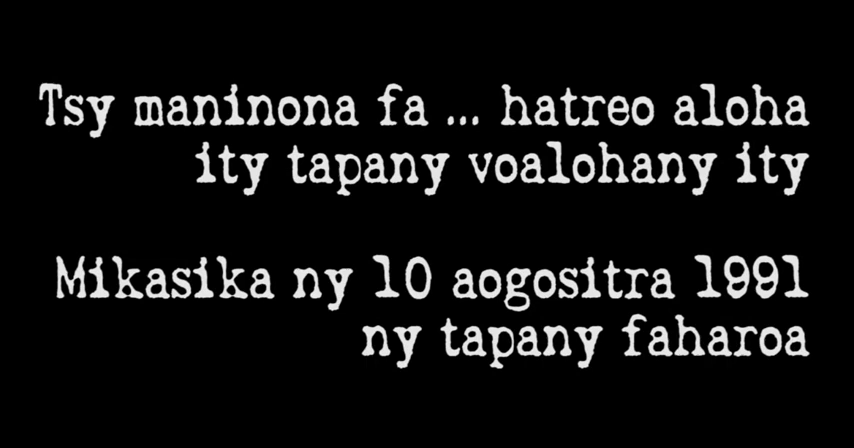 Tsy maninona fa ... hatreo aloha
ity tapany voalohany ity
Mikasika ny 10 aogositra 1991
ny tapany faharoa